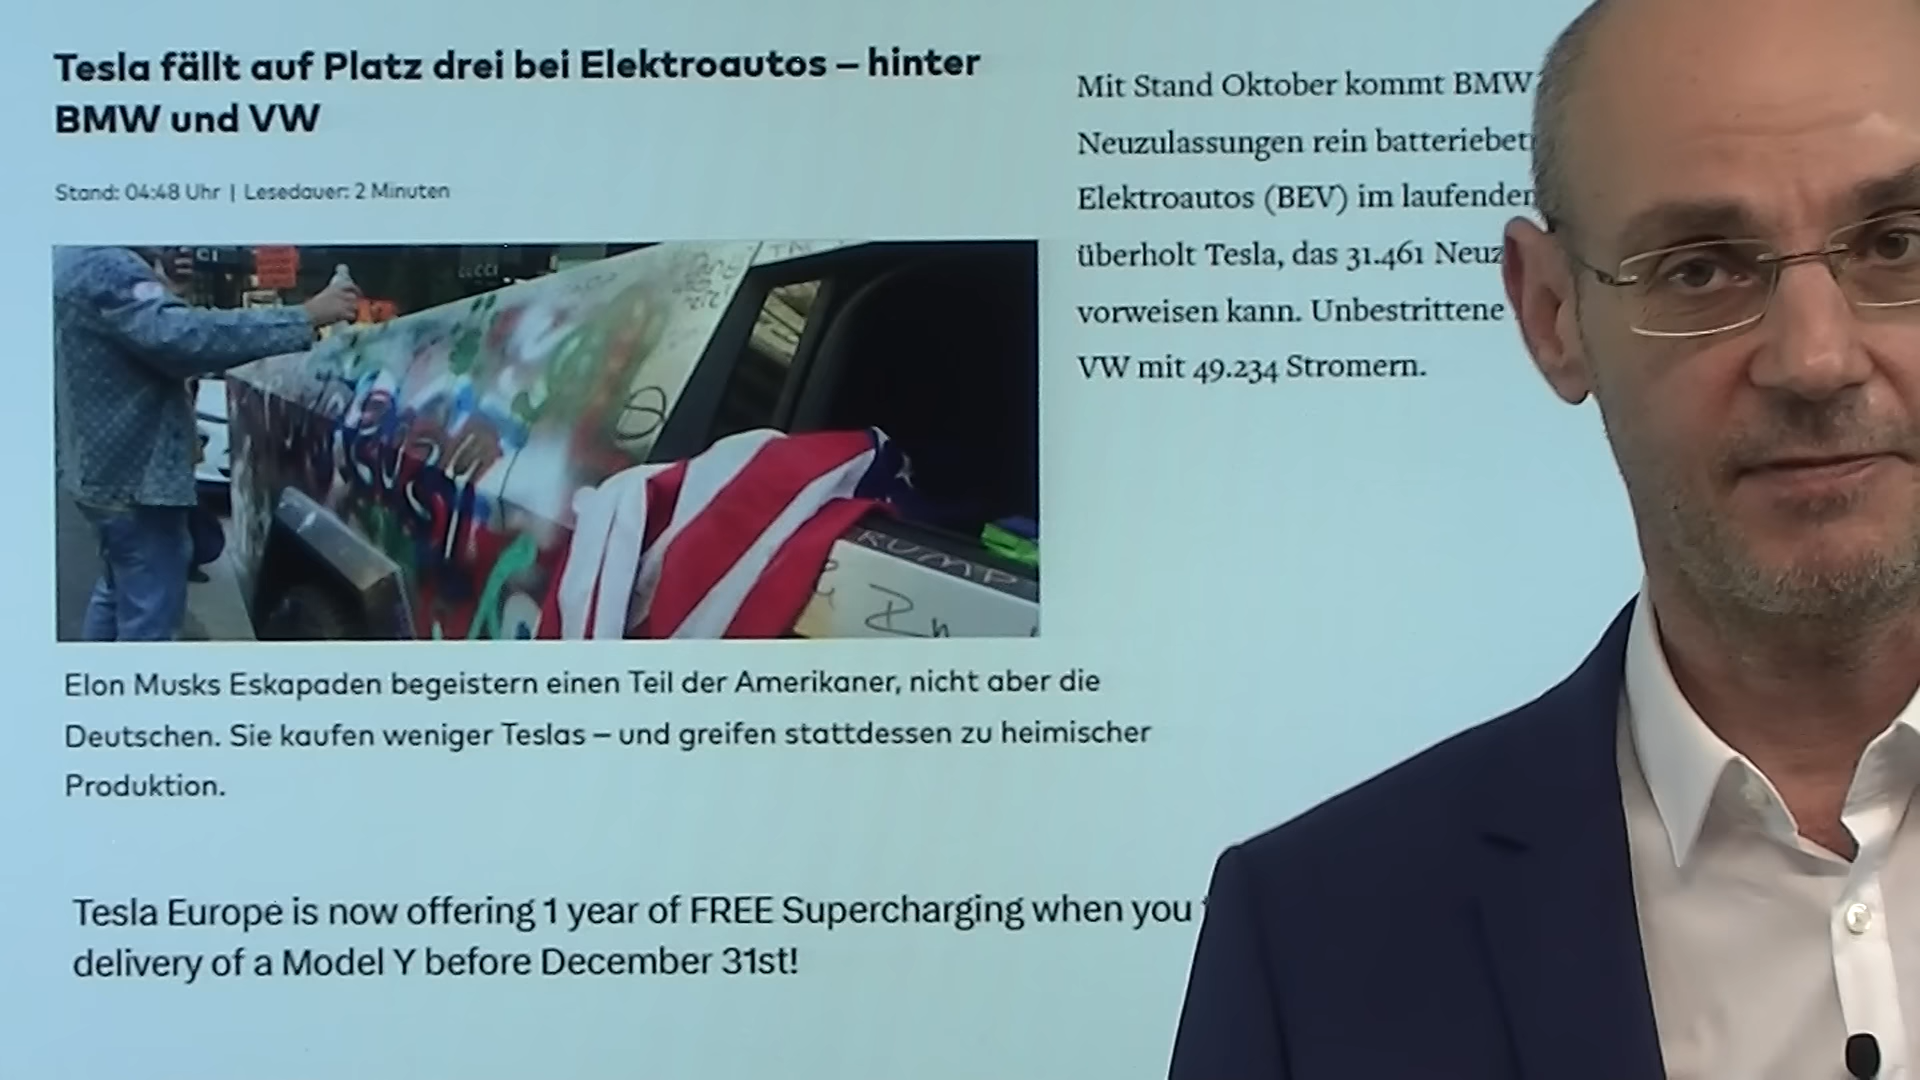 Tesla fällt auf Platz drei bei Elektroautos – hinter
BMW und VW
Stand: 04:48 Uhr | Lesedauer: 2 Minuten
Mit Stand Oktober kommt BMW
Neuzulassungen rein
Elektroautos (BEV) im
überholt Tesla, das 31.461
vorweisen kann. Unbestrittene
VW mit 49.234 Stromern.
GUCCI
RUMP
Elon Musks Eskapaden begeistern einen Teil der Amerikaner, nicht aber die
Deutschen. Sie kaufen weniger Teslas – und greifen stattdessen zu heimischer
Produktion.
Tesla Europe is now offering 1 year of FREE Supercharging when you
delivery of a Model Y before December 31st!